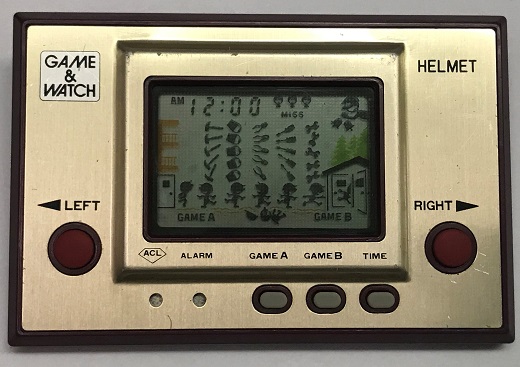 GAME
&
WATCH
HELMET
AM 12:00
MISS
GAME A
GAME B
◄ LEFT
RIGHT ►
ACL
ALARM
GAME A
GAME B
TIME